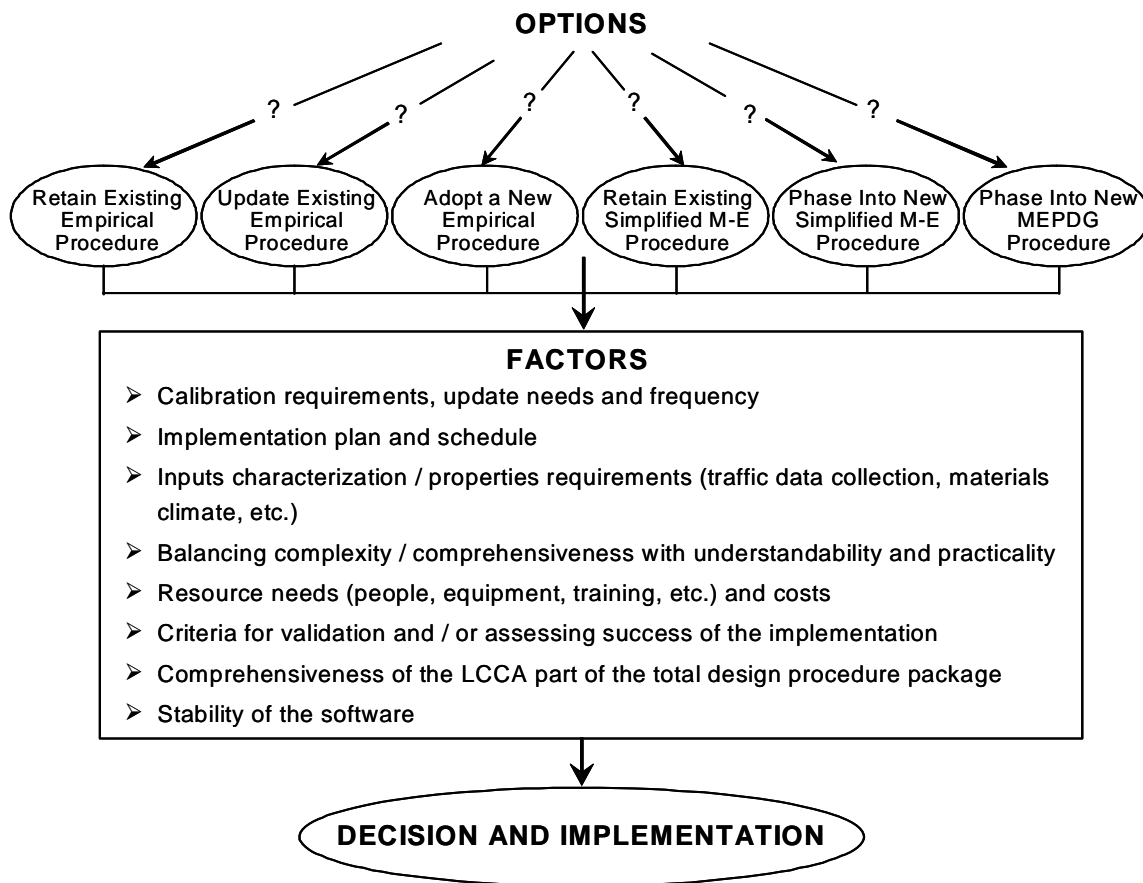 OPTIONS
? ? ? ? ? ?
Retain Existing
Empirical
Procedure
Update Existing
Empirical
Procedure
Adopt a New
Empirical
Procedure
Retain Existing
Simplified M-E
Procedure
Phase Into New
Simplified M-E
Procedure
Phase Into New
MEPDG
Procedure
FACTORS
➢ Calibration requirements, update needs and frequency
➢ Implementation plan and schedule
➢ Inputs characterization / properties requirements (traffic data collection, materials
climate, etc.)
➢ Balancing complexity / comprehensiveness with understandability and practicality
➢ Resource needs (people, equipment, training, etc.) and costs
➢ Criteria for validation and / or assessing success of the implementation
➢ Comprehensiveness of the LCCA part of the total design procedure package
➢ Stability of the software
DECISION AND IMPLEMENTATION